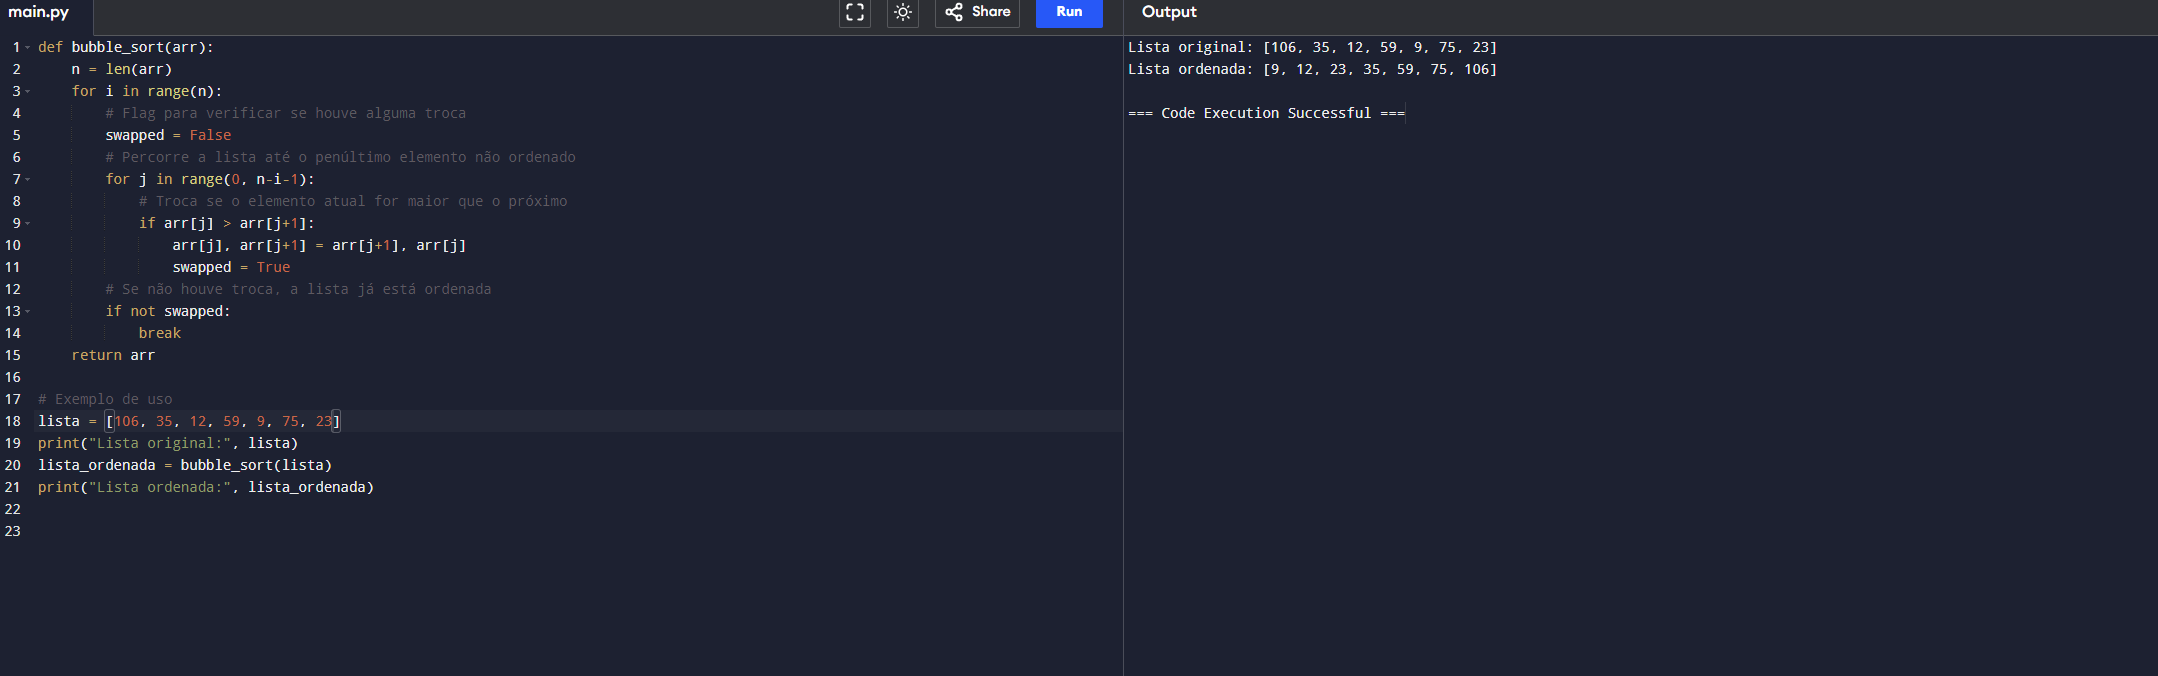 main.py
Share
Run
Output
1 def bubble_sort(arr):
2     n = len(arr)
3     for i in range(n):
4         # Flag para verificar se houve alguma troca
5         swapped = False
6         # Percorre a lista até o penúltimo elemento não ordenado
7         for j in range(0, n-i-1):
8             # Troca se o elemento atual for maior que o próximo
9             if arr[j] > arr[j+1]:
10                 arr[j], arr[j+1] = arr[j+1], arr[j]
11                 swapped = True
12         # Se não houve troca, a lista já está ordenada
13         if not swapped:
14             break
15     return arr
16
17 # Exemplo de uso
18 lista = [106, 35, 12, 59, 9, 75, 23]
19 print("Lista original:", lista)
20 lista_ordenada = bubble_sort(lista)
21 print("Lista ordenada:", lista_ordenada)
22
23
Lista original: [106, 35, 12, 59, 9, 75, 23]
Lista ordenada: [9, 12, 23, 35, 59, 75, 106]
=== Code Execution Successful ===